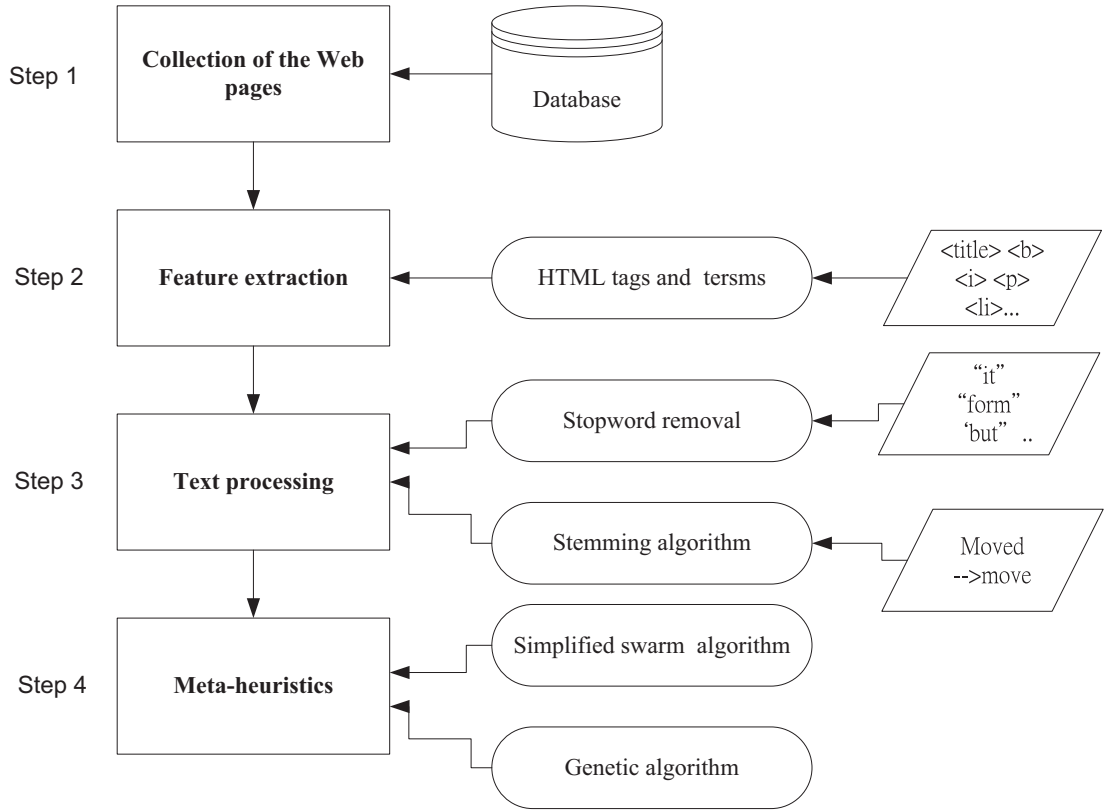 Step 1
Collection of the Web
pages
Database
Step 2
Feature extraction
HTML tags and  tersms
<title> <b>
<i> <p>
<li>...
Step 3
Text processing
Stopword removal
“it”
“form”
‘but”  ..
Stemming algorithm
Moved
-->move
Step 4
Meta-heuristics
Simplified swarm  algorithm
Genetic algorithm